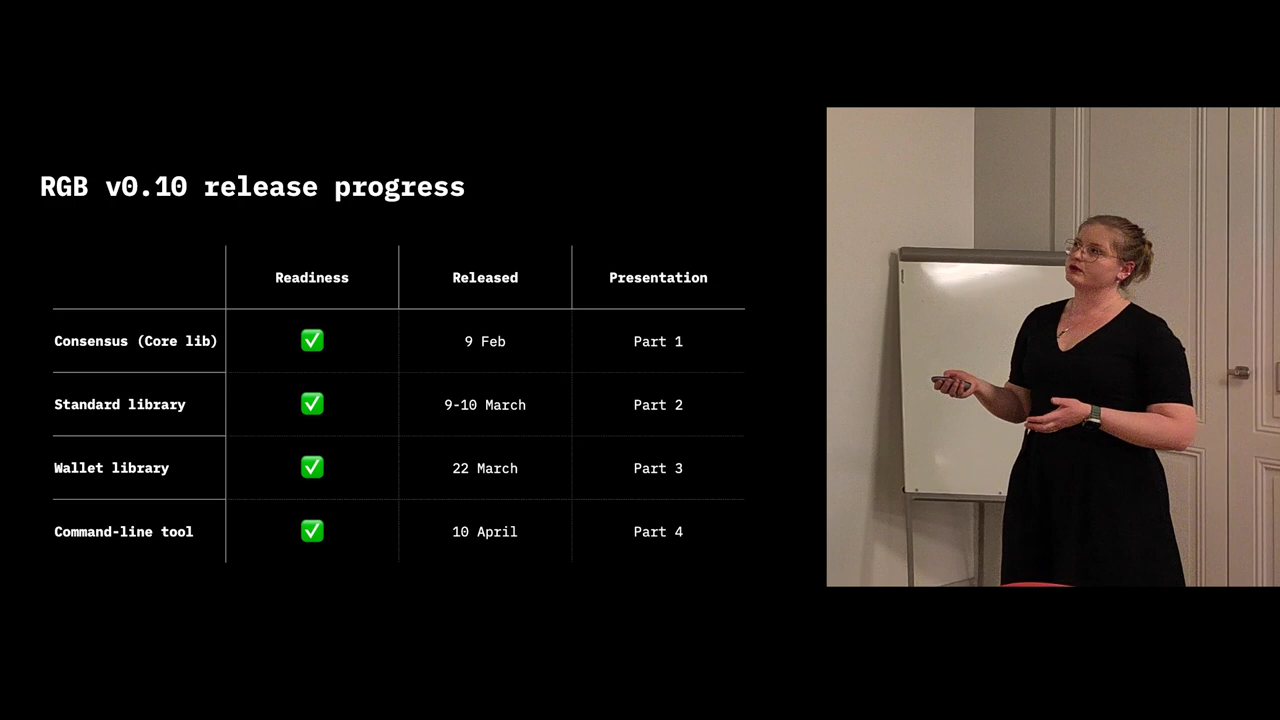 RGB v0.10 release progress
Readiness Released Presentation
Consensus (Core lib) ✅ 9 Feb Part 1
Standard library ✅ 9-10 March Part 2
Wallet library ✅ 22 March Part 3
Command-line tool ✅ 10 April Part 4